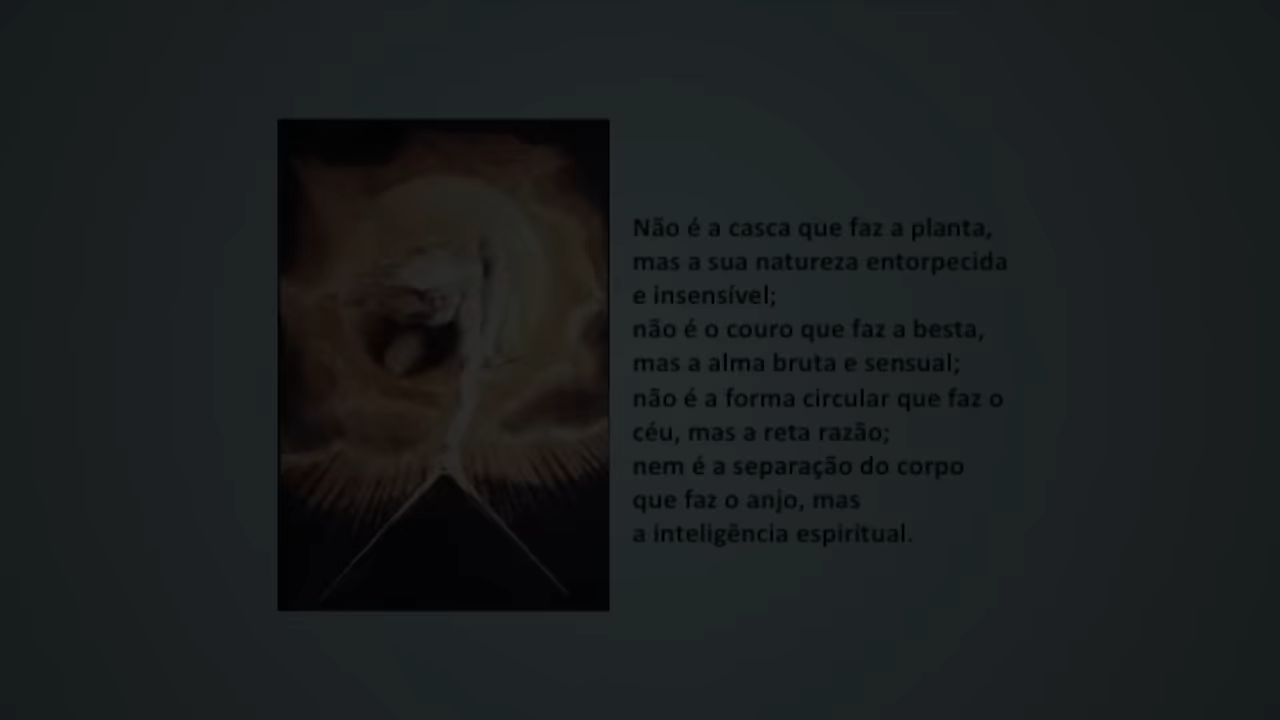 Não é a casca que faz a planta,
mas a sua natureza entorpecida
e insensível;
não é o couro que faz a besta,
mas a alma bruta e sensual;
não é a forma circular que faz o
céu, mas a reta razão;
nem é a separação do corpo
que faz o anjo, mas
a inteligência espiritual.